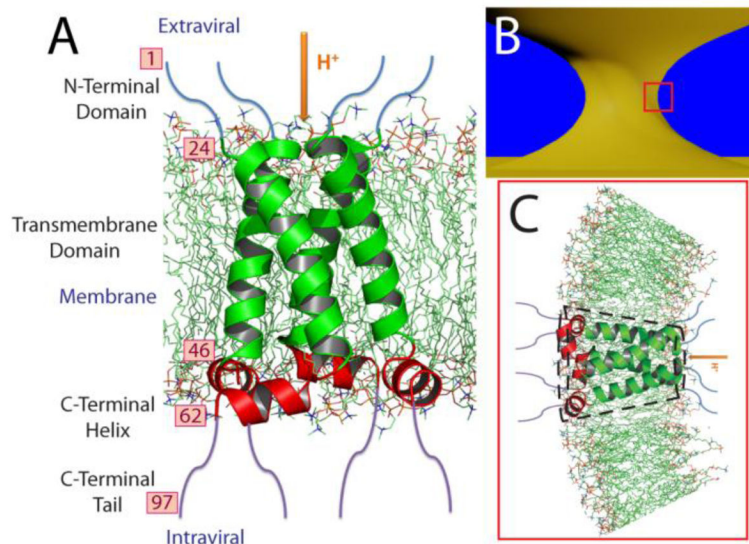 A
Extraviral
1
H+
N-Terminal
Domain
24
Transmembrane
Domain
Membrane
46
C-Terminal
Helix
62
C-Terminal
Tail
97
Intraviral
B
C
H+